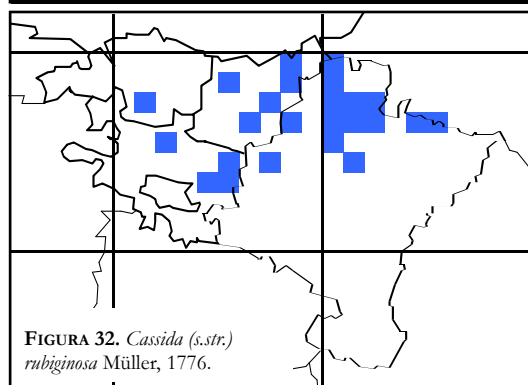 FIGURA 32. Cassida (s.str.)
rubiginosa Müller, 1776.